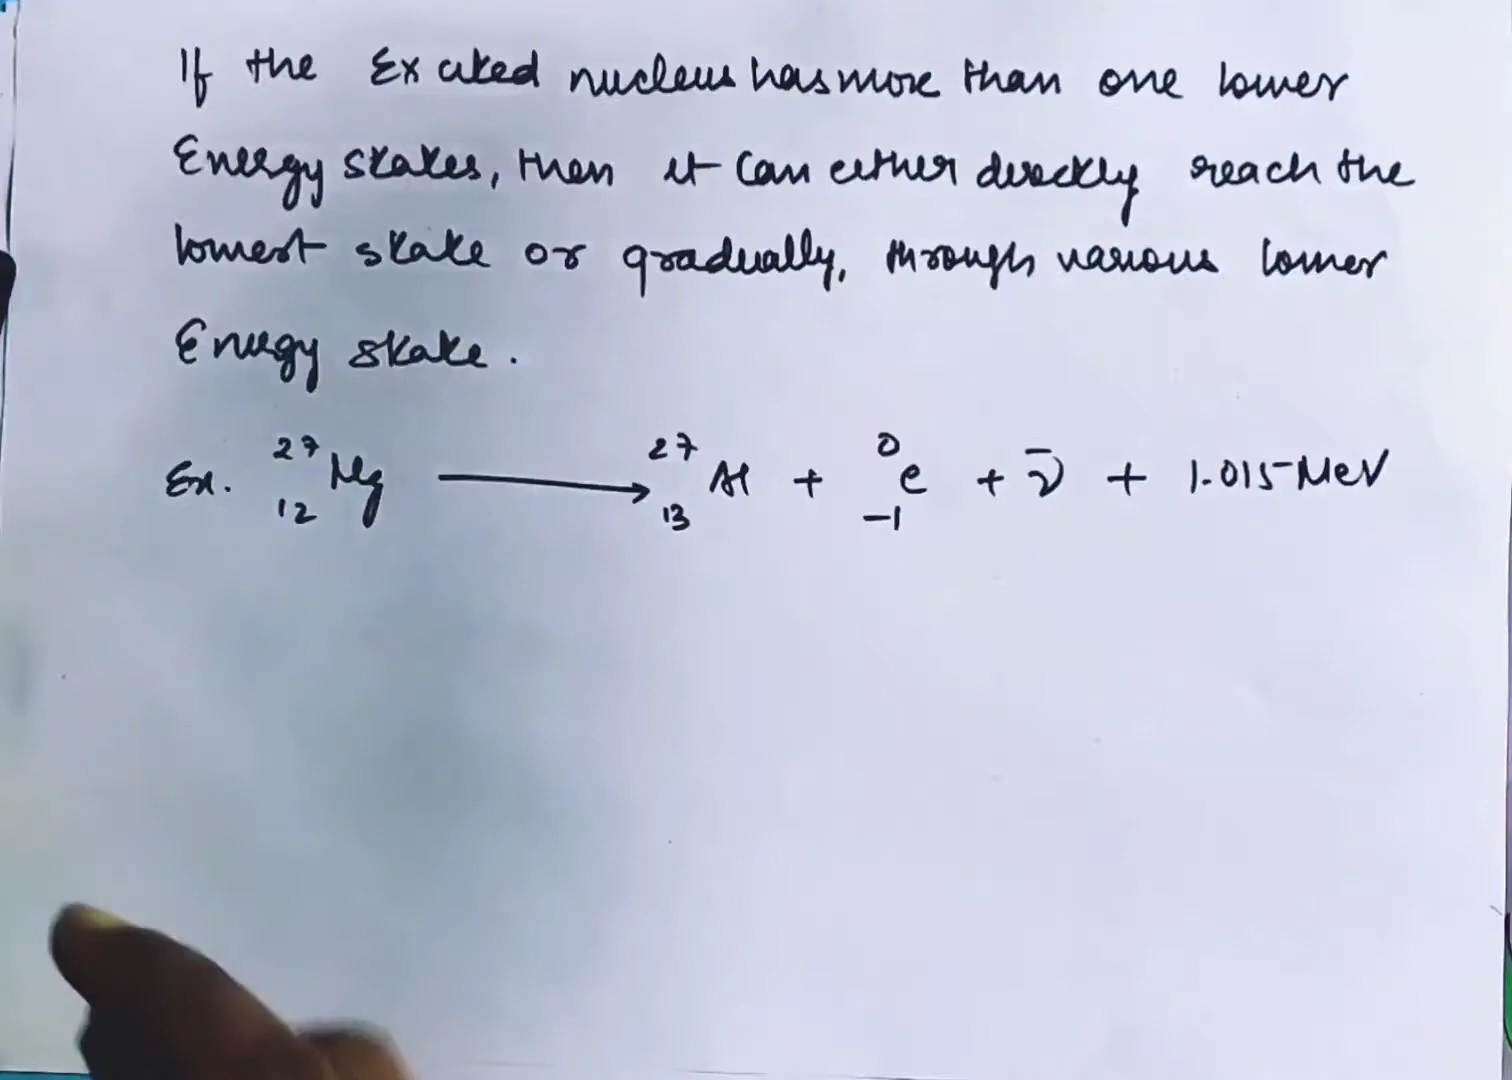 If the Excited nucleus has more than one lower
Energy states, then it can either directly reach the
lowest state or gradually, through various lower
Energy state.
Ex. ²⁷₁₂Mg ⟶ ²⁷₁₃Al + ⁰₋₁e + ν̄ + 1.015 MeV